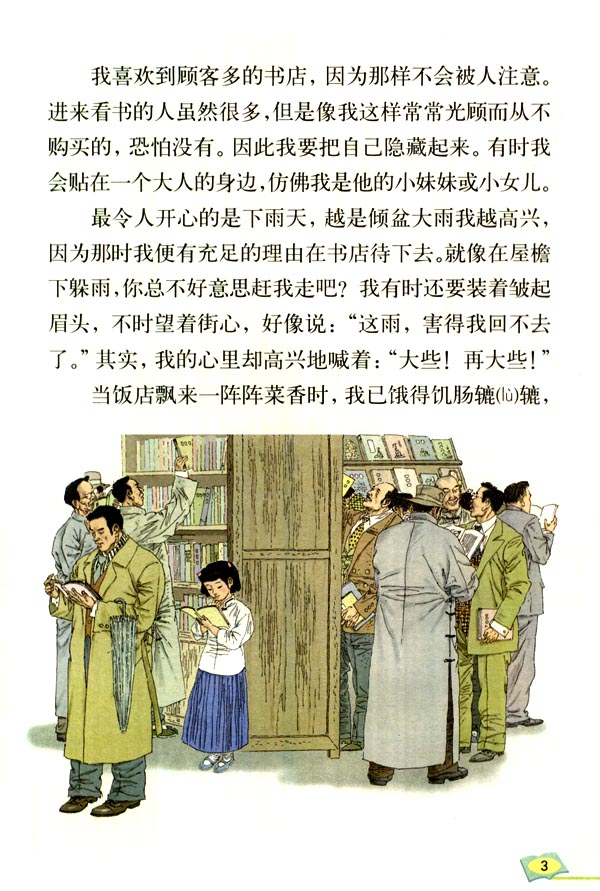 我喜欢到顾客多的书店，因为那样不会被人注意。
进来看书的人虽然很多，但是像我这样常常光顾而从不
购买的，恐怕没有。因此我要把自己隐藏起来。有时我
会贴在一个大人的身边，仿佛我是他的小妹妹或小女儿。
最令人开心的是下雨天，越是倾盆大雨我越高兴，
因为那时我便有充足的理由在书店待下去。就像在屋檐
下躲雨，你总不好意思赶我走吧？我有时还要装着皱起
眉头，不时望着街心，好像说：“这雨，害得我回不去
了。”其实，我的心里却高兴地喊着：“大些！再大些！”
当饭店飘来一阵阵菜香时，我已饿得饥肠辘(lù)辘，
3